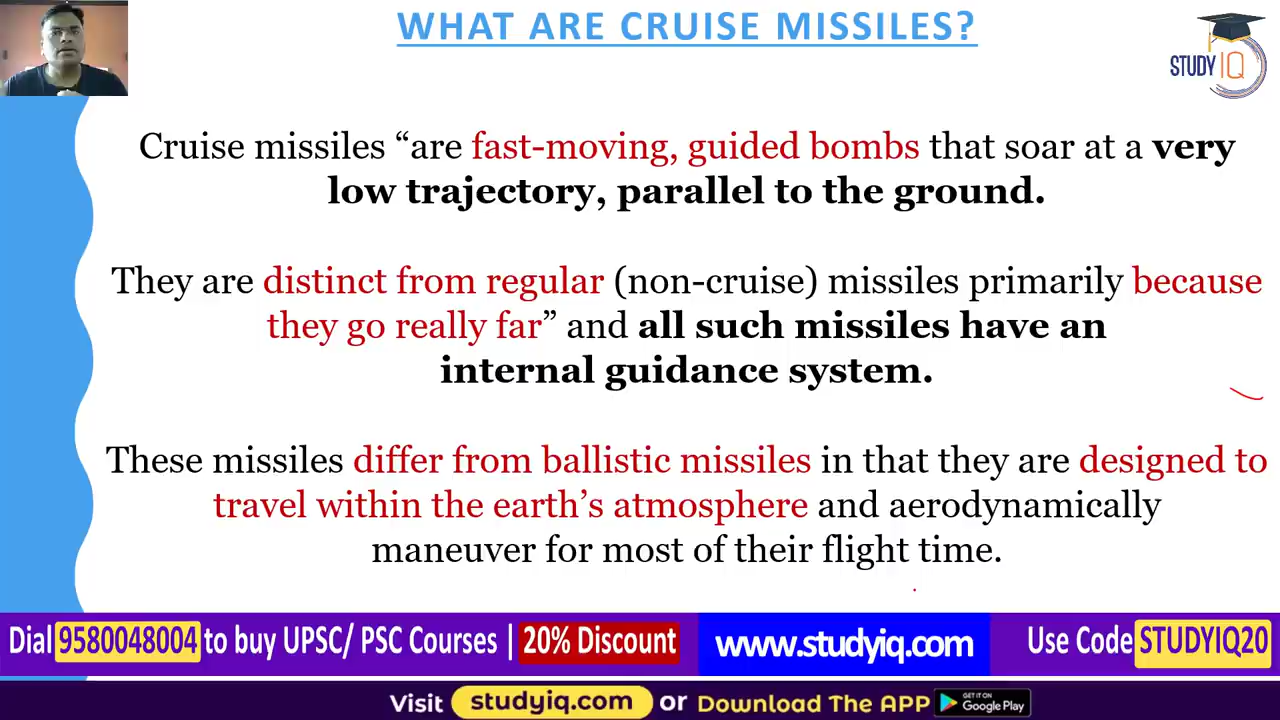 WHAT ARE CRUISE MISSILES?
STUDY IQ
Cruise missiles “are fast-moving, guided bombs that soar at a very
low trajectory, parallel to the ground.
They are distinct from regular (non-cruise) missiles primarily because
they go really far” and all such missiles have an
internal guidance system.
These missiles differ from ballistic missiles in that they are designed to
travel within the earth’s atmosphere and aerodynamically
maneuver for most of their flight time.
Dial 9580048004 to buy UPSC/ PSC Courses | 20% Discount
www.studyiq.com
Use Code STUDYIQ20
Visit studyiq.com or Download The APP GET IT ON Google Play